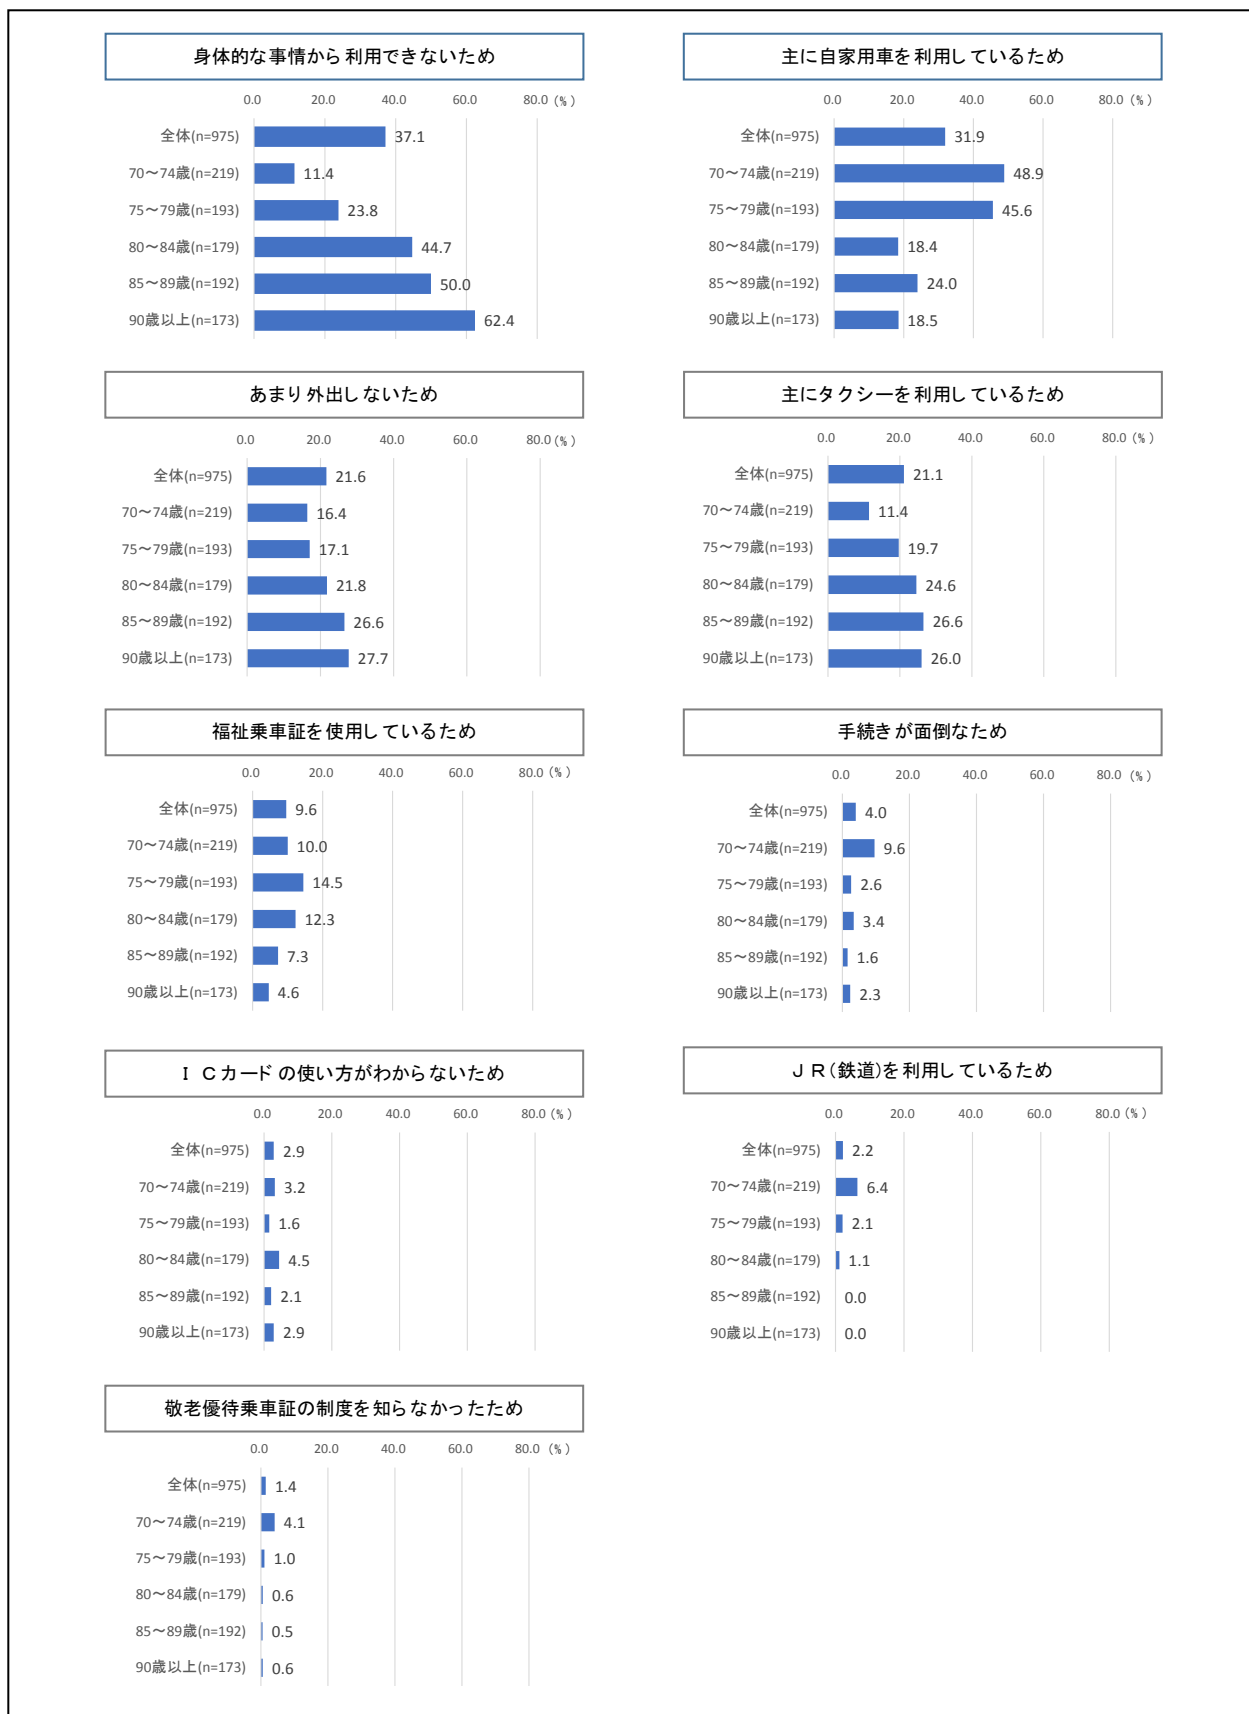 身体的な事情から利用できないため
0.0 20.0 40.0 60.0 80.0 (％)
全体(n=975) 37.1
70～74歳(n=219) 11.4
75～79歳(n=193) 23.8
80～84歳(n=179) 44.7
85～89歳(n=192) 50.0
90歳以上(n=173) 62.4
主に自家用車を利用しているため
0.0 20.0 40.0 60.0 80.0 (％)
全体(n=975) 31.9
70～74歳(n=219) 48.9
75～79歳(n=193) 45.6
80～84歳(n=179) 18.4
85～89歳(n=192) 24.0
90歳以上(n=173) 18.5
あまり外出しないため
0.0 20.0 40.0 60.0 80.0 (％)
全体(n=975) 21.6
70～74歳(n=219) 16.4
75～79歳(n=193) 17.1
80～84歳(n=179) 21.8
85～89歳(n=192) 26.6
90歳以上(n=173) 27.7
主にタクシーを利用しているため
0.0 20.0 40.0 60.0 80.0 (％)
全体(n=975) 21.1
70～74歳(n=219) 11.4
75～79歳(n=193) 19.7
80～84歳(n=179) 24.6
85～89歳(n=192) 26.6
90歳以上(n=173) 26.0
福祉乗車証を使用しているため
0.0 20.0 40.0 60.0 80.0 (％)
全体(n=975) 9.6
70～74歳(n=219) 10.0
75～79歳(n=193) 14.5
80～84歳(n=179) 12.3
85～89歳(n=192) 7.3
90歳以上(n=173) 4.6
手続きが面倒なため
0.0 20.0 40.0 60.0 80.0 (％)
全体(n=975) 4.0
70～74歳(n=219) 9.6
75～79歳(n=193) 2.6
80～84歳(n=179) 3.4
85～89歳(n=192) 1.6
90歳以上(n=173) 2.3
ＩＣカードの使い方がわからないため
0.0 20.0 40.0 60.0 80.0 (％)
全体(n=975) 2.9
70～74歳(n=219) 3.2
75～79歳(n=193) 1.6
80～84歳(n=179) 4.5
85～89歳(n=192) 2.1
90歳以上(n=173) 2.9
ＪＲ(鉄道)を利用しているため
0.0 20.0 40.0 60.0 80.0 (％)
全体(n=975) 2.2
70～74歳(n=219) 6.4
75～79歳(n=193) 2.1
80～84歳(n=179) 1.1
85～89歳(n=192) 0.0
90歳以上(n=173) 0.0
敬老優待乗車証の制度を知らなかったため
0.0 20.0 40.0 60.0 80.0 (％)
全体(n=975) 1.4
70～74歳(n=219) 4.1
75～79歳(n=193) 1.0
80～84歳(n=179) 0.6
85～89歳(n=192) 0.5
90歳以上(n=173) 0.6